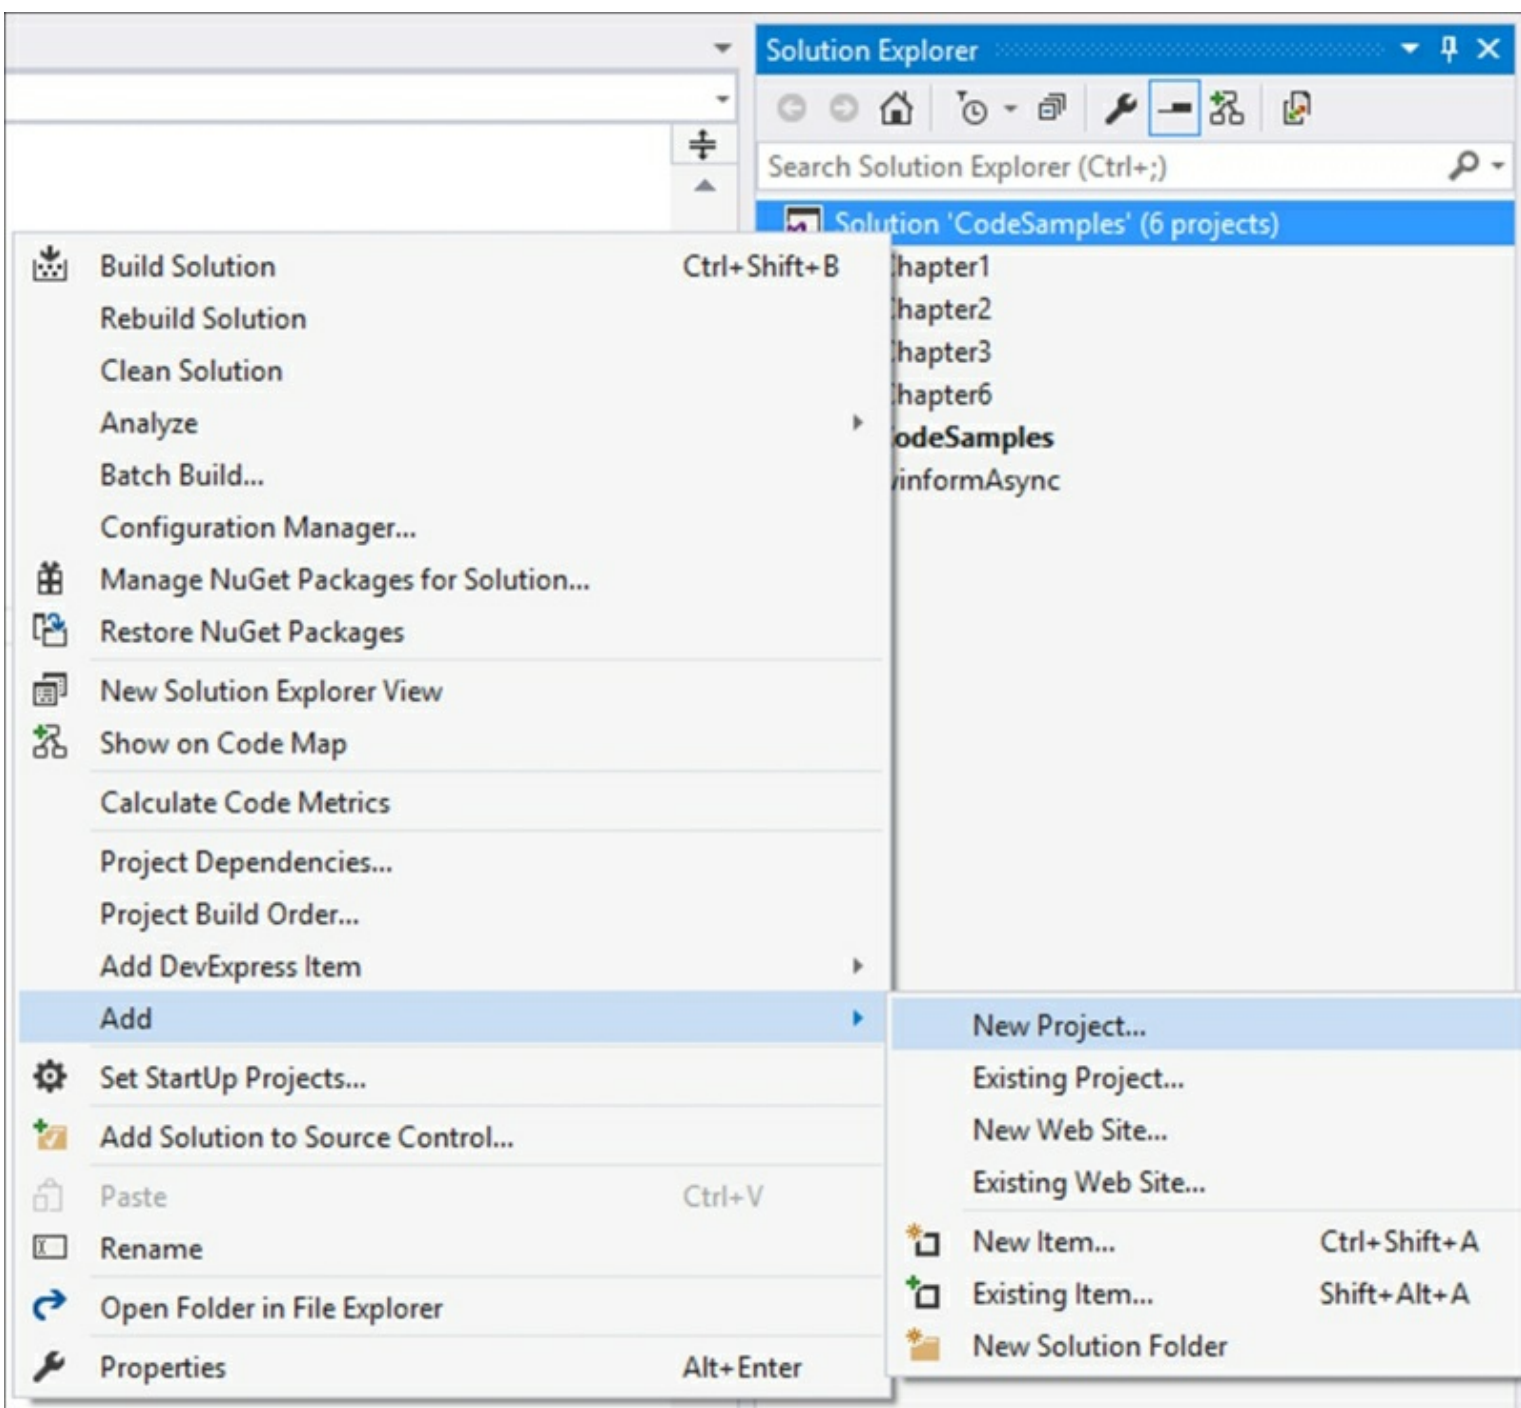 Solution Explorer
Search Solution Explorer (Ctrl+;)
Solution 'CodeSamples' (6 projects)
hapter1
hapter2
hapter3
hapter6
odeSamples
informAsync
Build Solution Ctrl+Shift+B
Rebuild Solution
Clean Solution
Analyze
Batch Build...
Configuration Manager...
Manage NuGet Packages for Solution...
Restore NuGet Packages
New Solution Explorer View
Show on Code Map
Calculate Code Metrics
Project Dependencies...
Project Build Order...
Add DevExpress Item
Add
Set StartUp Projects...
Add Solution to Source Control...
Paste Ctrl+V
Rename
Open Folder in File Explorer
Properties Alt+Enter
New Project...
Existing Project...
New Web Site...
Existing Web Site...
New Item... Ctrl+Shift+A
Existing Item... Shift+Alt+A
New Solution Folder